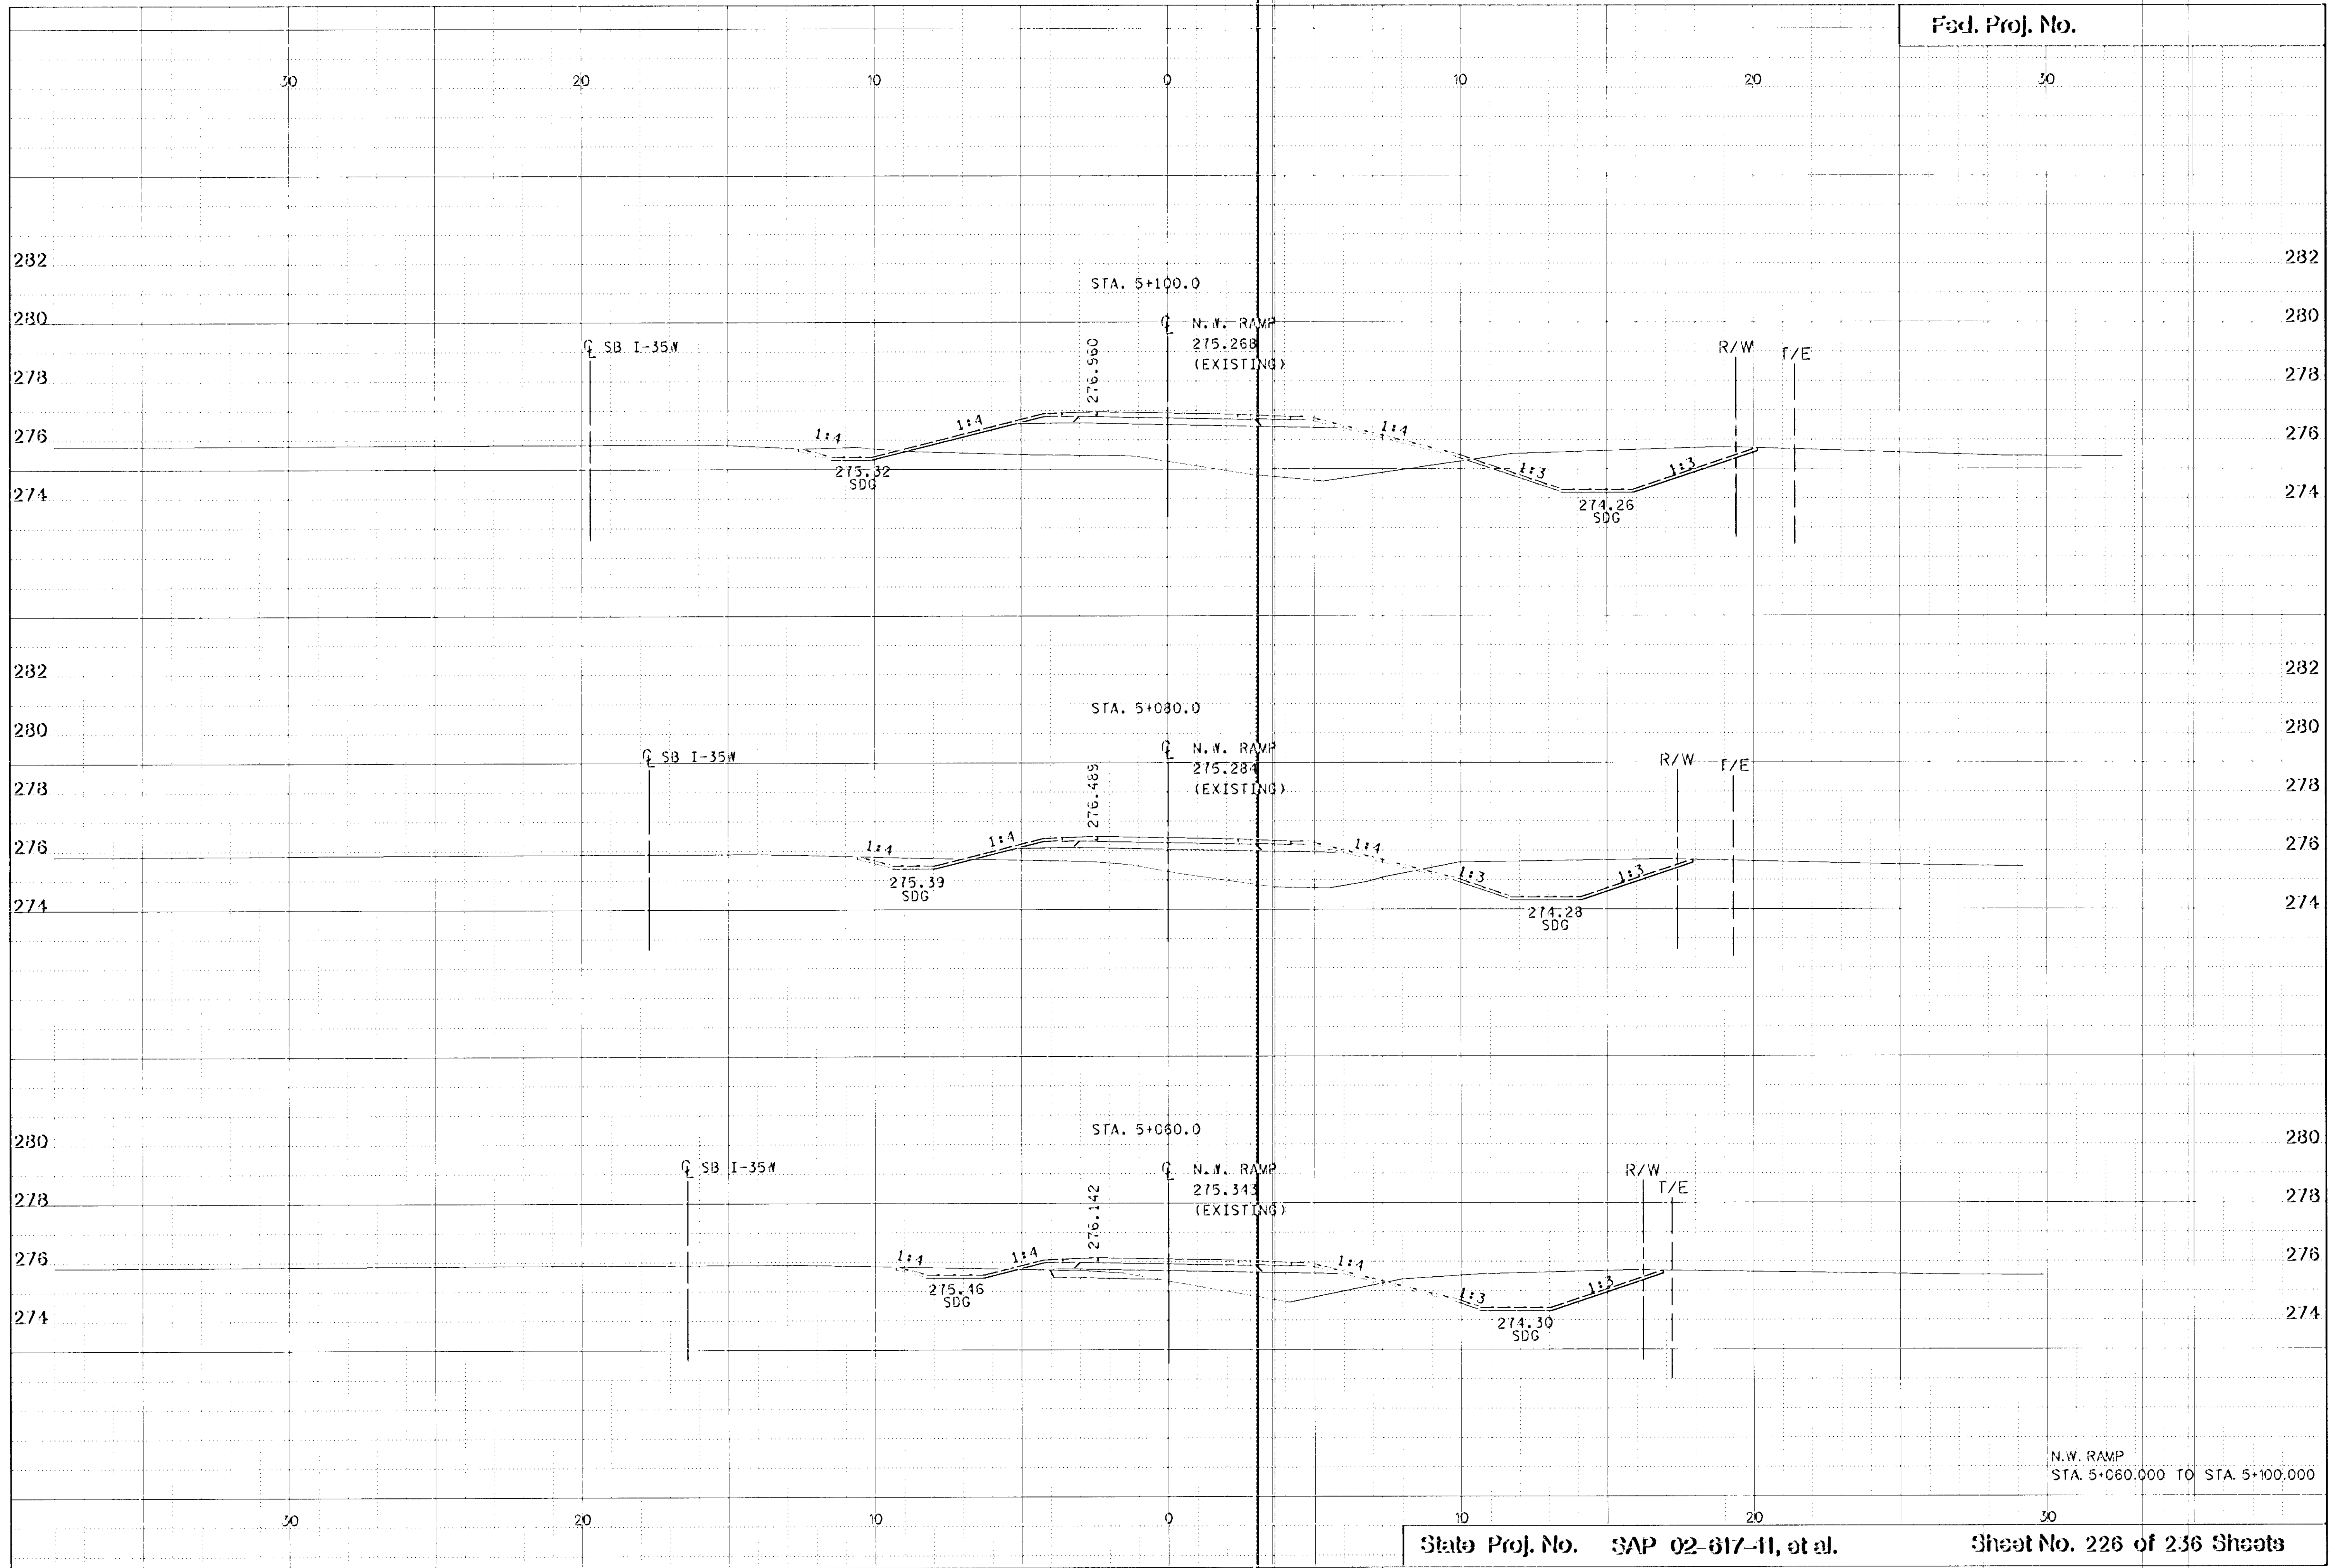 Fed. Proj. No.
30 20 10 0 10 20 30
282 282
STA. 5+100.0
280 280
℄ N.W. RAMP
275.268
(EXISTING)
276.960
℄ SB I-35W
R/W T/E
278 278
1:4 1:4 1:4
276 276
1:3 1:3
275.32
SDG
274 274
274.26
SDG
282 282
STA. 5+080.0
280 280
℄ N.W. RAMP
275.284
(EXISTING)
276.489
℄ SB I-35W
R/W T/E
278 278
1:4 1:4 1:4
276 276
1:3 1:3
275.39
SDG
274 274
274.28
SDG
STA. 5+060.0
280 280
℄ N.W. RAMP
275.343
(EXISTING)
276.142
℄ SB I-35W
R/W
T/E
278 278
1:4 1:4 1:4
276 276
1:3 1:3
275.46
SDG
274 274
274.30
SDG
N.W. RAMP
STA. 5+060.000 TO STA. 5+100.000
30 20 10 0 10 20 30
State Proj. No. SAP 02-617-11, et al. Sheet No. 226 of 236 Sheets